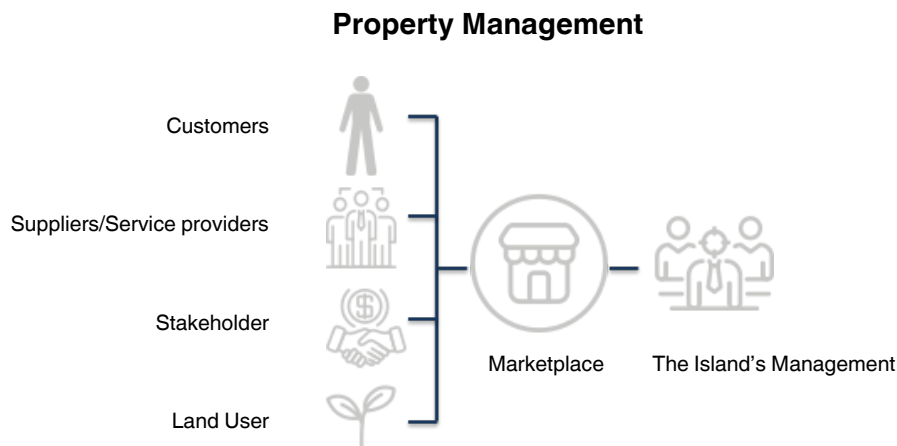 Property Management
Customers
Suppliers/Service providers
Stakeholder
Land User
Marketplace
The Island's Management
$